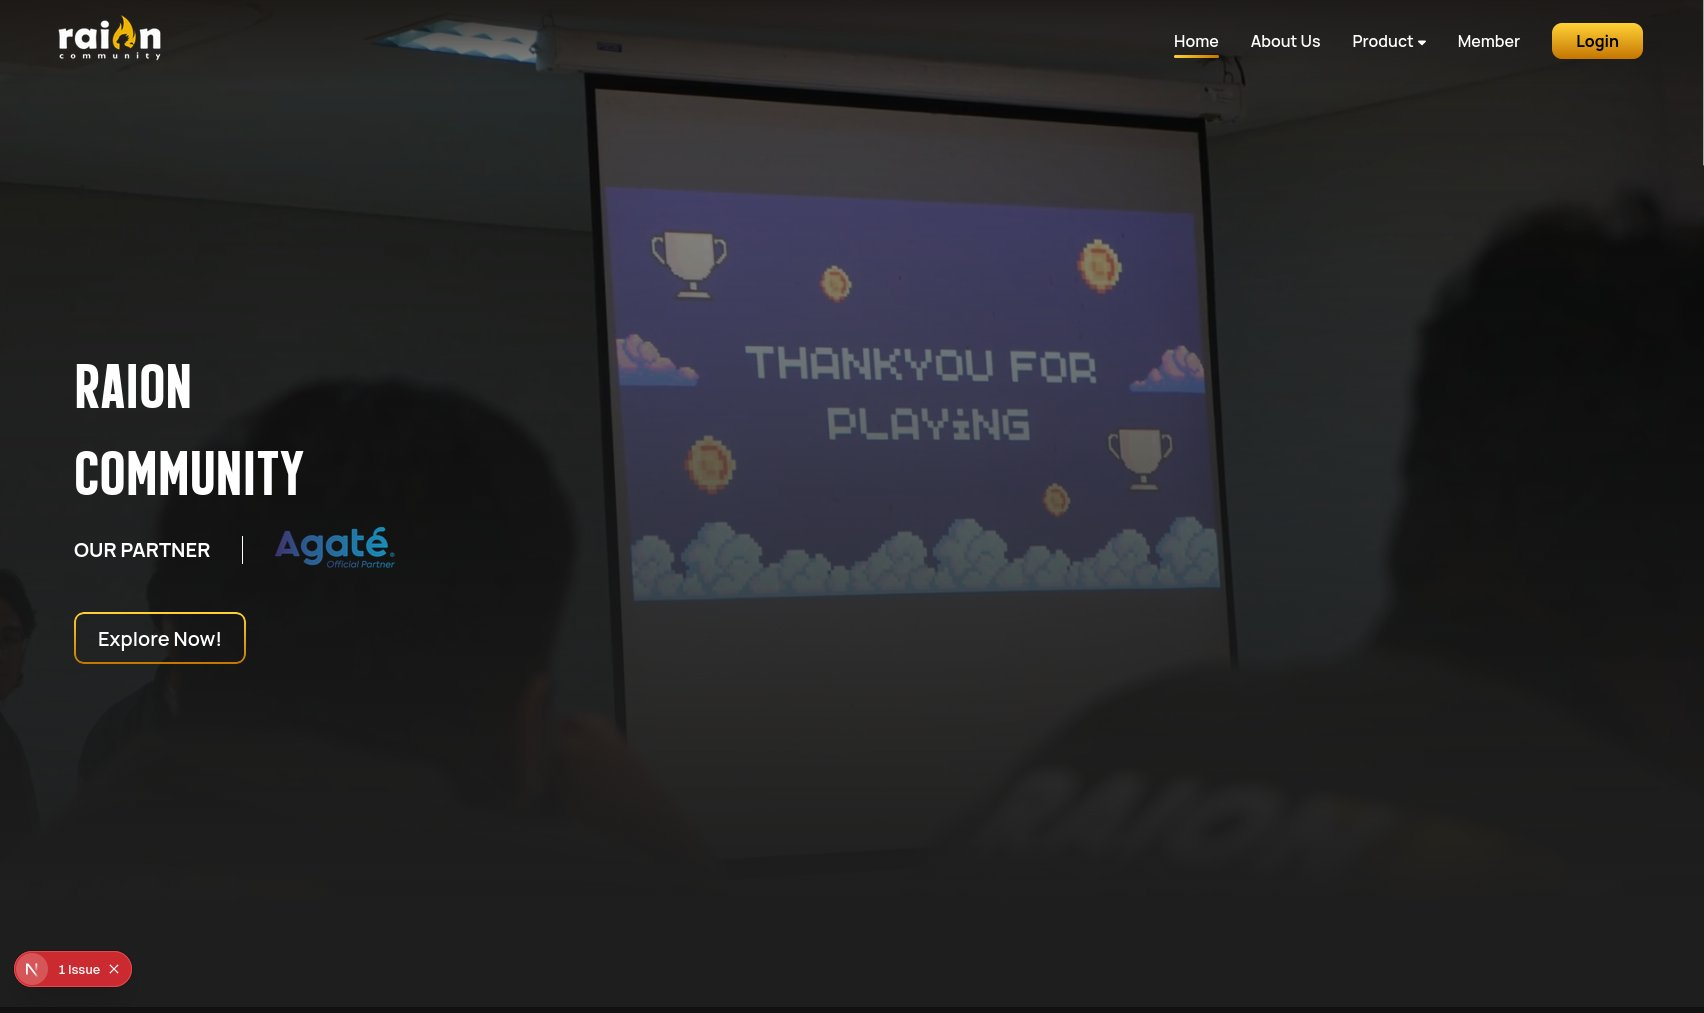 raion
community
Home
About Us
Product
Member
Login
THANKYOU FOR
PLAYiNG
RAION
COMMUNITY
OUR PARTNER
Agaté.
Official Partner
Explore Now!
RAION
1 Issue